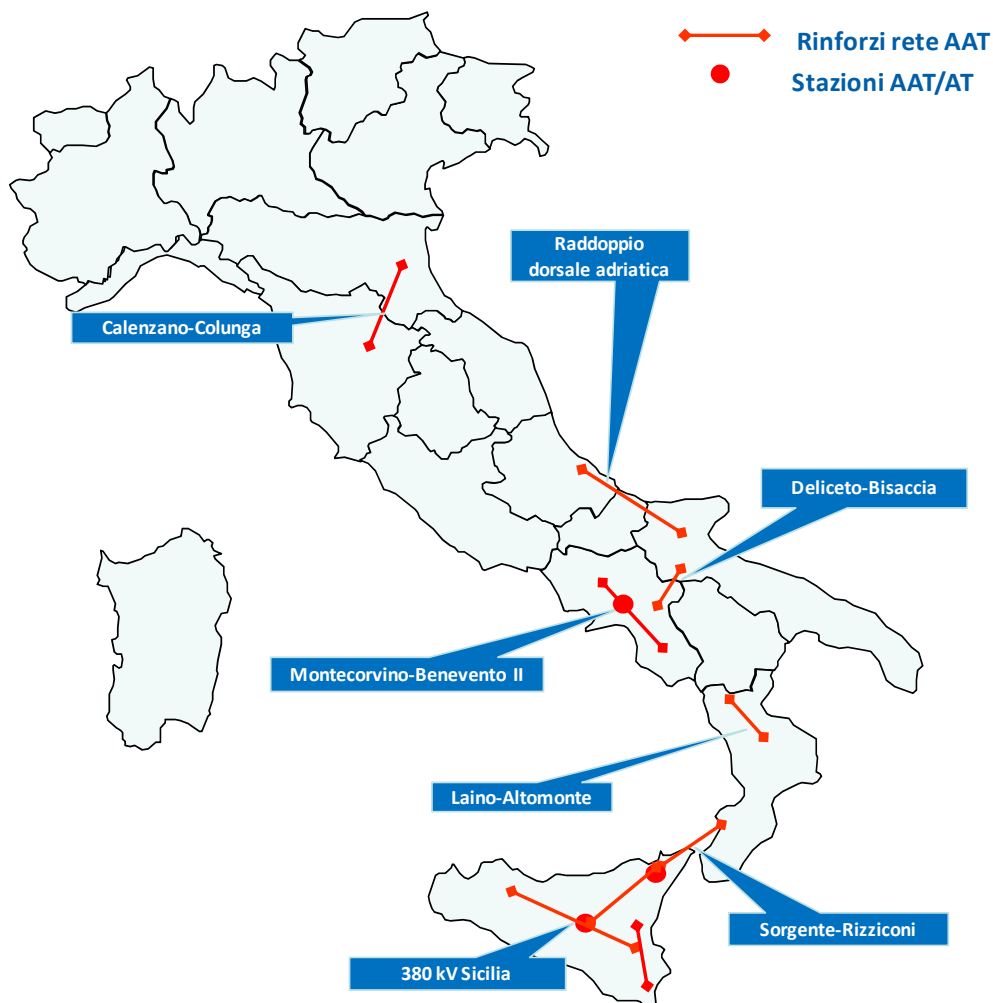 Rinforzi rete AAT
Stazioni AAT/AT
Raddoppio
dorsale adriatica
Calenzano-Colunga
Deliceto-Bisaccia
Montecorvino-Benevento II
Laino-Altomonte
Sorgente-Rizziconi
380 kV Sicilia